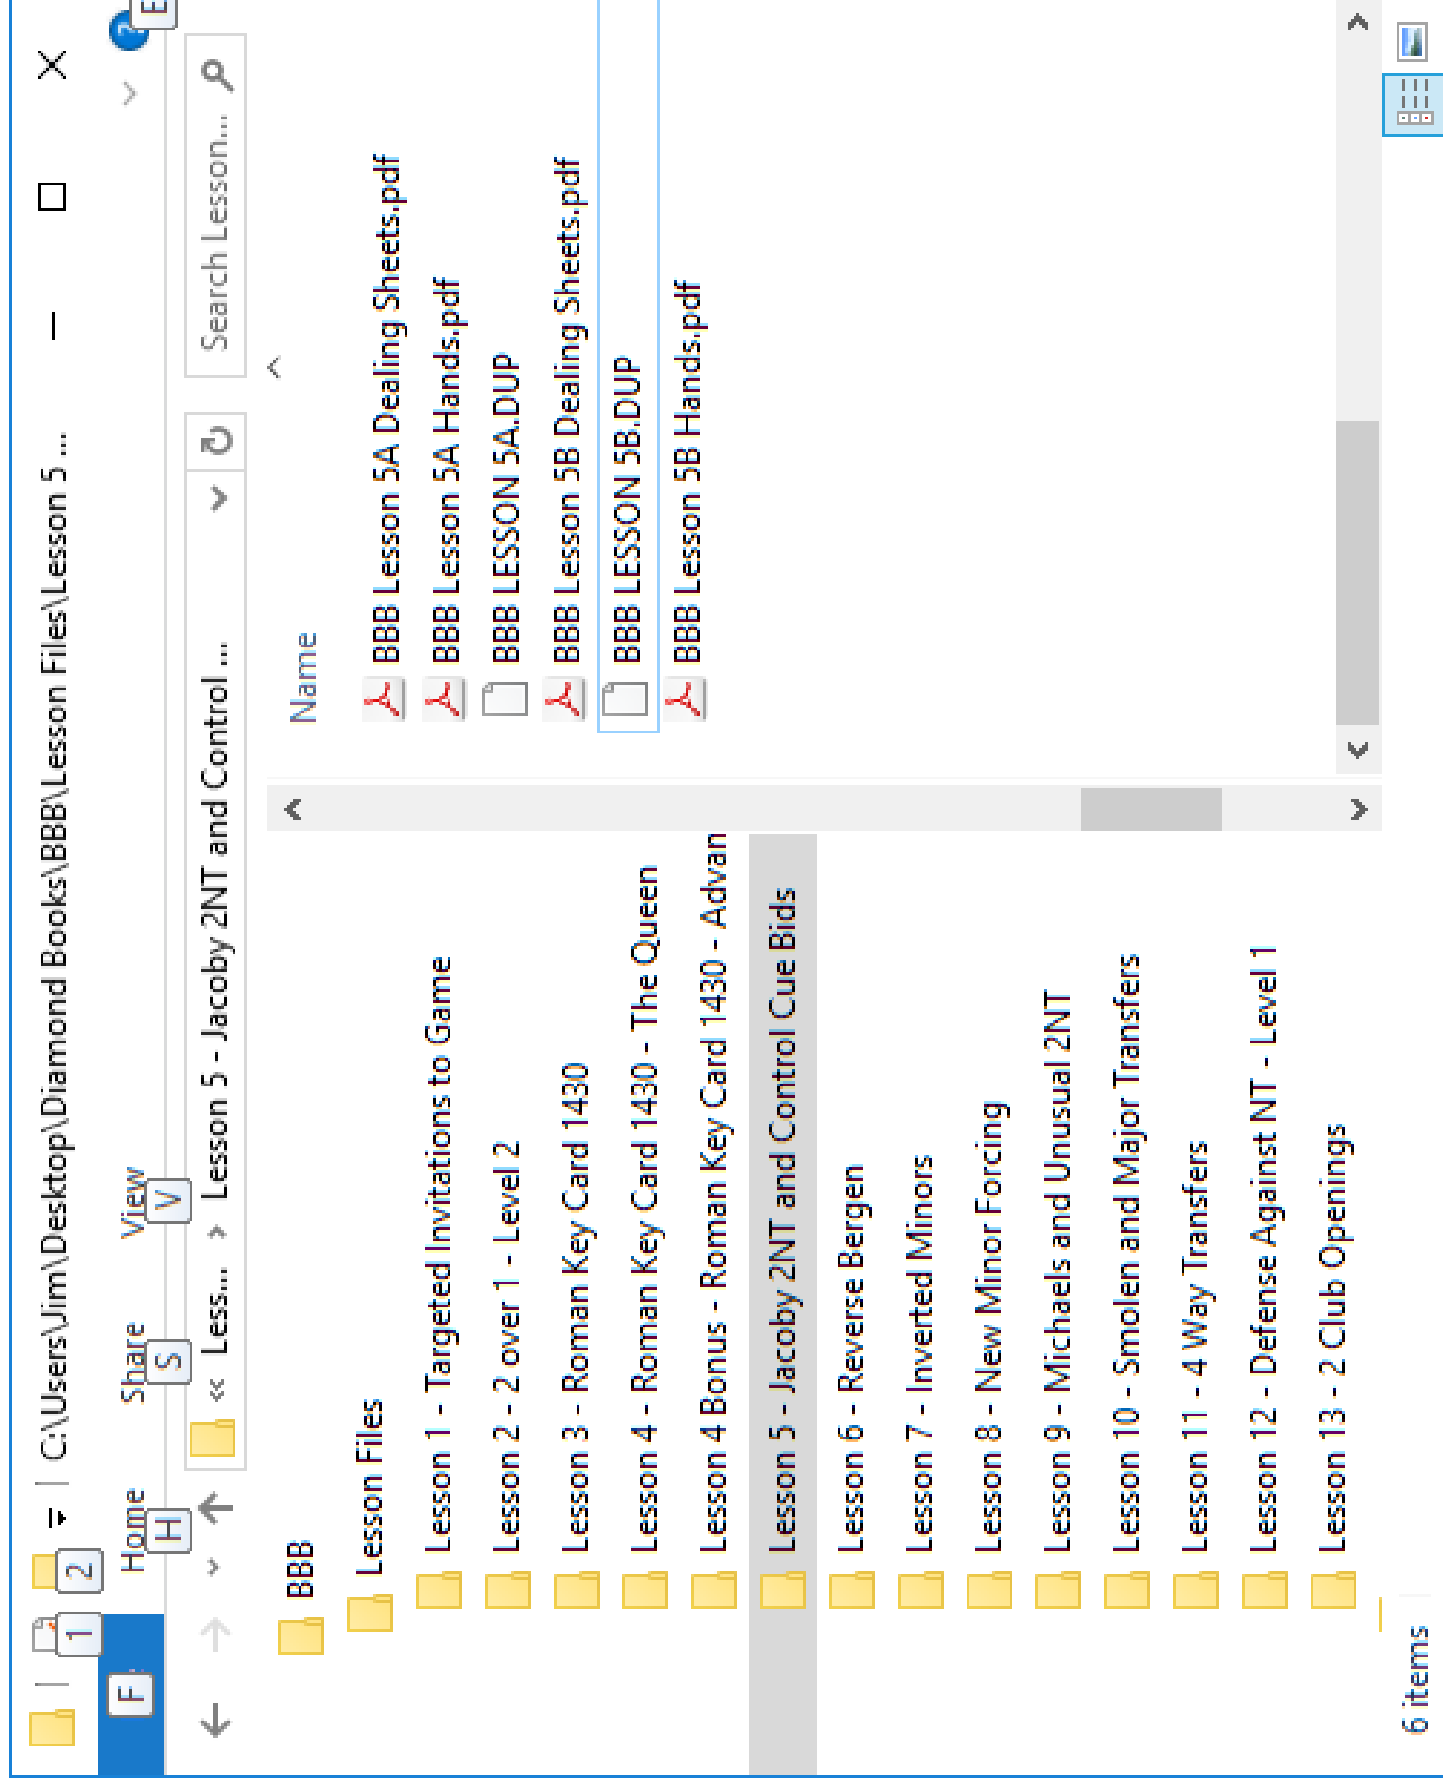 C:\Users\Jim\Desktop\Diamond Books\BBB\Lesson Files\Lesson 5 ...
1 2
Home Share View
F H S V E
« Less... > Lesson 5 - Jacoby 2NT and Control ...
Search Lesson...
BBB
Lesson Files
Lesson 1 - Targeted Invitations to Game
Lesson 2 - 2 over 1 - Level 2
Lesson 3 - Roman Key Card 1430
Lesson 4 - Roman Key Card 1430 - The Queen
Lesson 4 Bonus - Roman Key Card 1430 - Advan
Lesson 5 - Jacoby 2NT and Control Cue Bids
Lesson 6 - Reverse Bergen
Lesson 7 - Inverted Minors
Lesson 8 - New Minor Forcing
Lesson 9 - Michaels and Unusual 2NT
Lesson 10 - Smolen and Major Transfers
Lesson 11 - 4 Way Transfers
Lesson 12 - Defense Against NT - Level 1
Lesson 13 - 2 Club Openings
Name
BBB Lesson 5A Dealing Sheets.pdf
BBB Lesson 5A Hands.pdf
BBB LESSON 5A.DUP
BBB Lesson 5B Dealing Sheets.pdf
BBB LESSON 5B.DUP
BBB Lesson 5B Hands.pdf
6 items